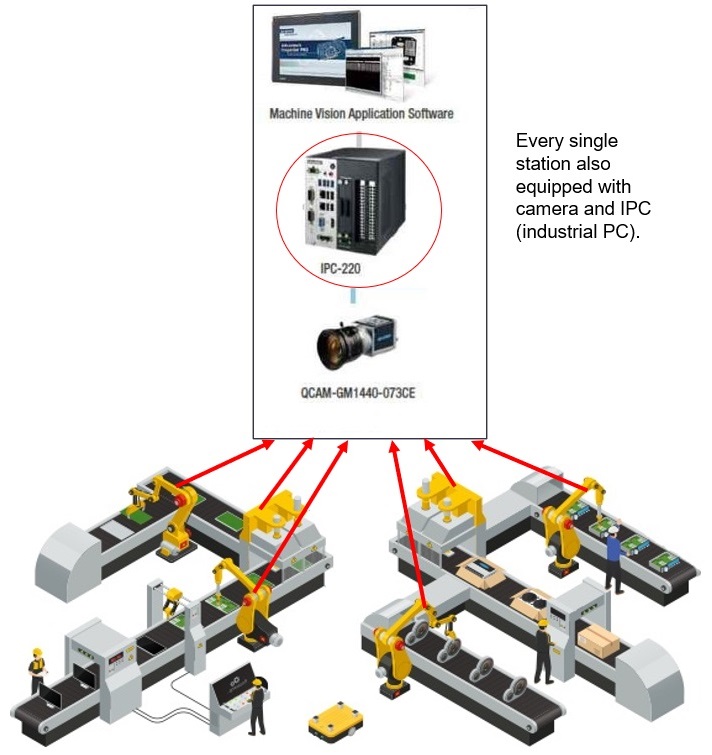 Machine Vision Application Software
Every single
station also
equipped with
camera and IPC
(industrial PC).
IPC-220
QCAM-GM1440-073CE